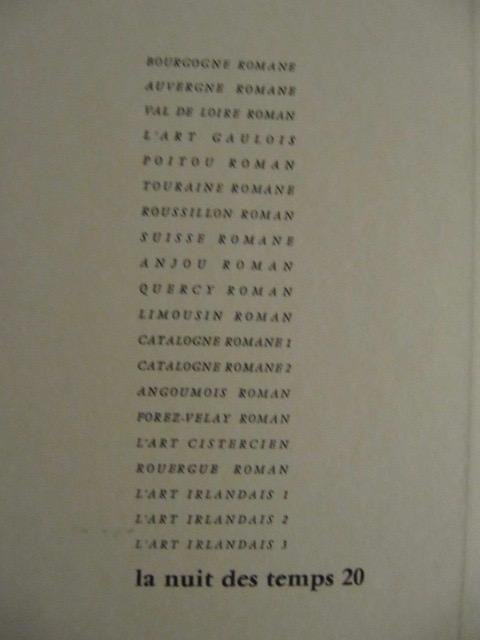 BOURGOGNE ROMANE
AUVERGNE ROMANE
VAL DE LOIRE ROMAN
L'ART GAULOIS
POITOU ROMAN
TOURAINE ROMANE
ROUSSILLON ROMAN
SUISSE ROMANE
ANJOU ROMAN
QUERCY ROMAN
LIMOUSIN ROMAN
CATALOGNE ROMANE 1
CATALOGNE ROMANE 2
ANGOUMOIS ROMAN
FOREZ-VELAY ROMAN
L'ART CISTERCIEN
ROUERGUE ROMAN
L'ART IRLANDAIS 1
L'ART IRLANDAIS 2
L'ART IRLANDAIS 3
la nuit des temps 20